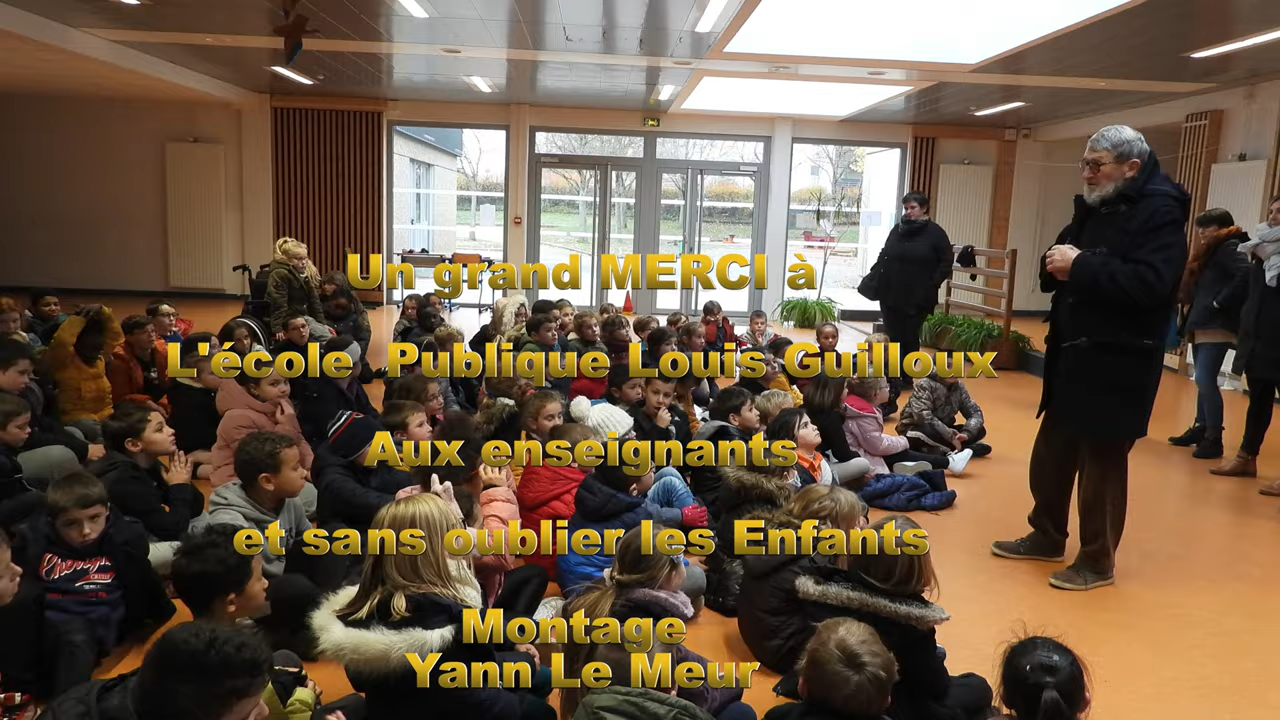 Un grand MERCI à
L'école Publique Louis Guilloux
Aux enseignants
et sans oublier les Enfants
Montage
Yann Le Meur